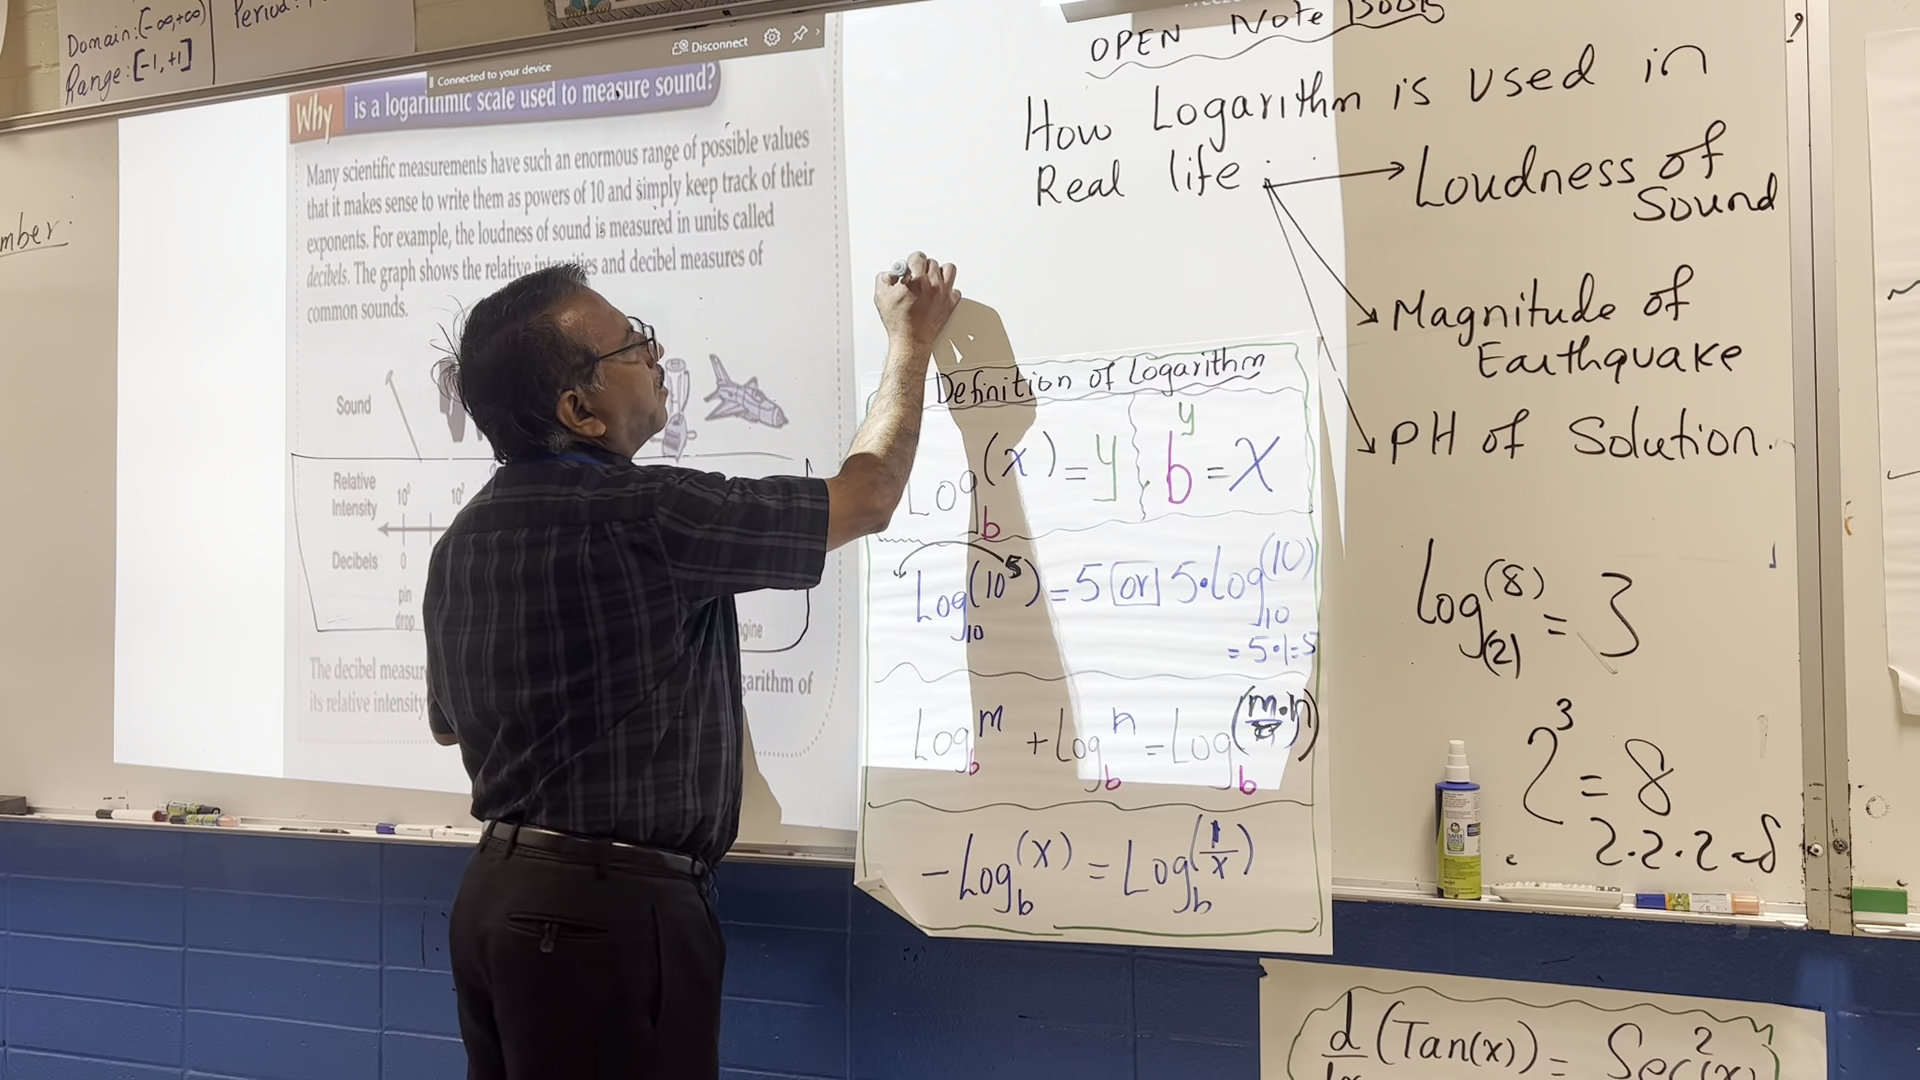 Domain: (-∞,+∞)
Range: [-1,+1]
Period:
mber:
Disconnect
Connected to your device
Why is a logarithmic scale used to measure sound?
Many scientific measurements have such an enormous range of possible values
that it makes sense to write them as powers of 10 and simply keep track of their
exponents. For example, the loudness of sound is measured in units called
decibels. The graph shows the relative intensities and decibel measures of
common sounds.
Sound
Relative
Intensity
10²
Decibels 0
pin
drop
gine
The decibel measur
garithm of
its relative intensity
OPEN Note Book
How Logarithm is used in
Real life
Loudness of
Sound
Magnitude of
Earthquake
PH of Solution.
Definition of Logarithm
Log_b(x) = y
b^y = x
Log_10(10^5) = 5 or 5•Log_10(10)
= 5•1=5
Log_b m + Log_b n = Log_b (m•n)
-Log_b(x) = Log_b(1/x)
log_(2)(8) = 3
2³ = 8
2.2.2
d (Tan(x)) = Sec²(x)